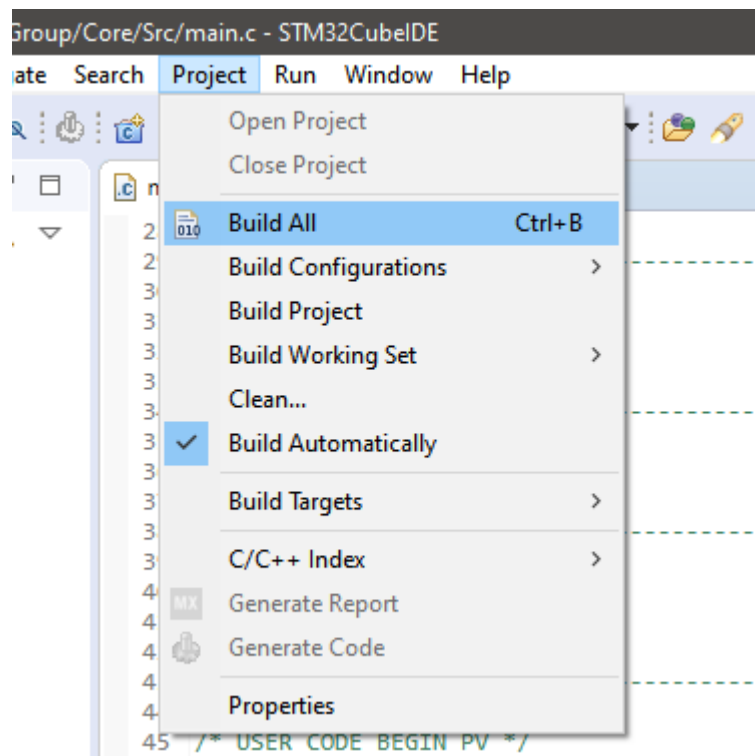 Group/Core/Src/main.c - STM32CubeIDE
ate Search Project Run Window Help
Open Project
Close Project
Build All Ctrl+B
Build Configurations
Build Project
Build Working Set
Clean...
Build Automatically
Build Targets
C/C++ Index
MX Generate Report
Generate Code
Properties
45 /* USER CODE BEGIN PV */